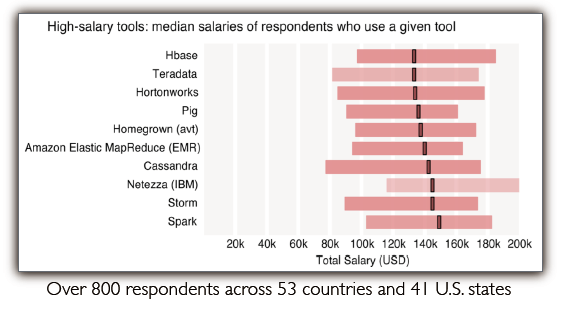 High-salary tools: median salaries of respondents who use a given tool
Hbase
Teradata
Hortonworks
Pig
Homegrown (avt)
Amazon Elastic MapReduce (EMR)
Cassandra
Netezza (IBM)
Storm
Spark
20k 40k 60k 80k 100k 120k 140k 160k 180k 200k
Total Salary (USD)
Over 800 respondents across 53 countries and 41 U.S. states